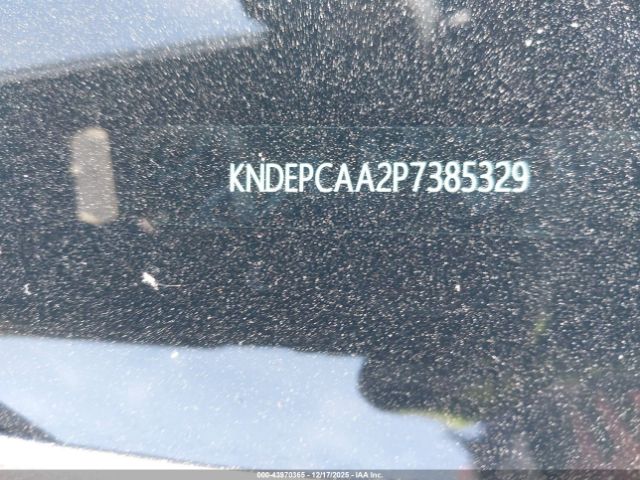 KNDEPCAA2P7385329
000-43970365 - 12/17/2025 - IAA Inc.